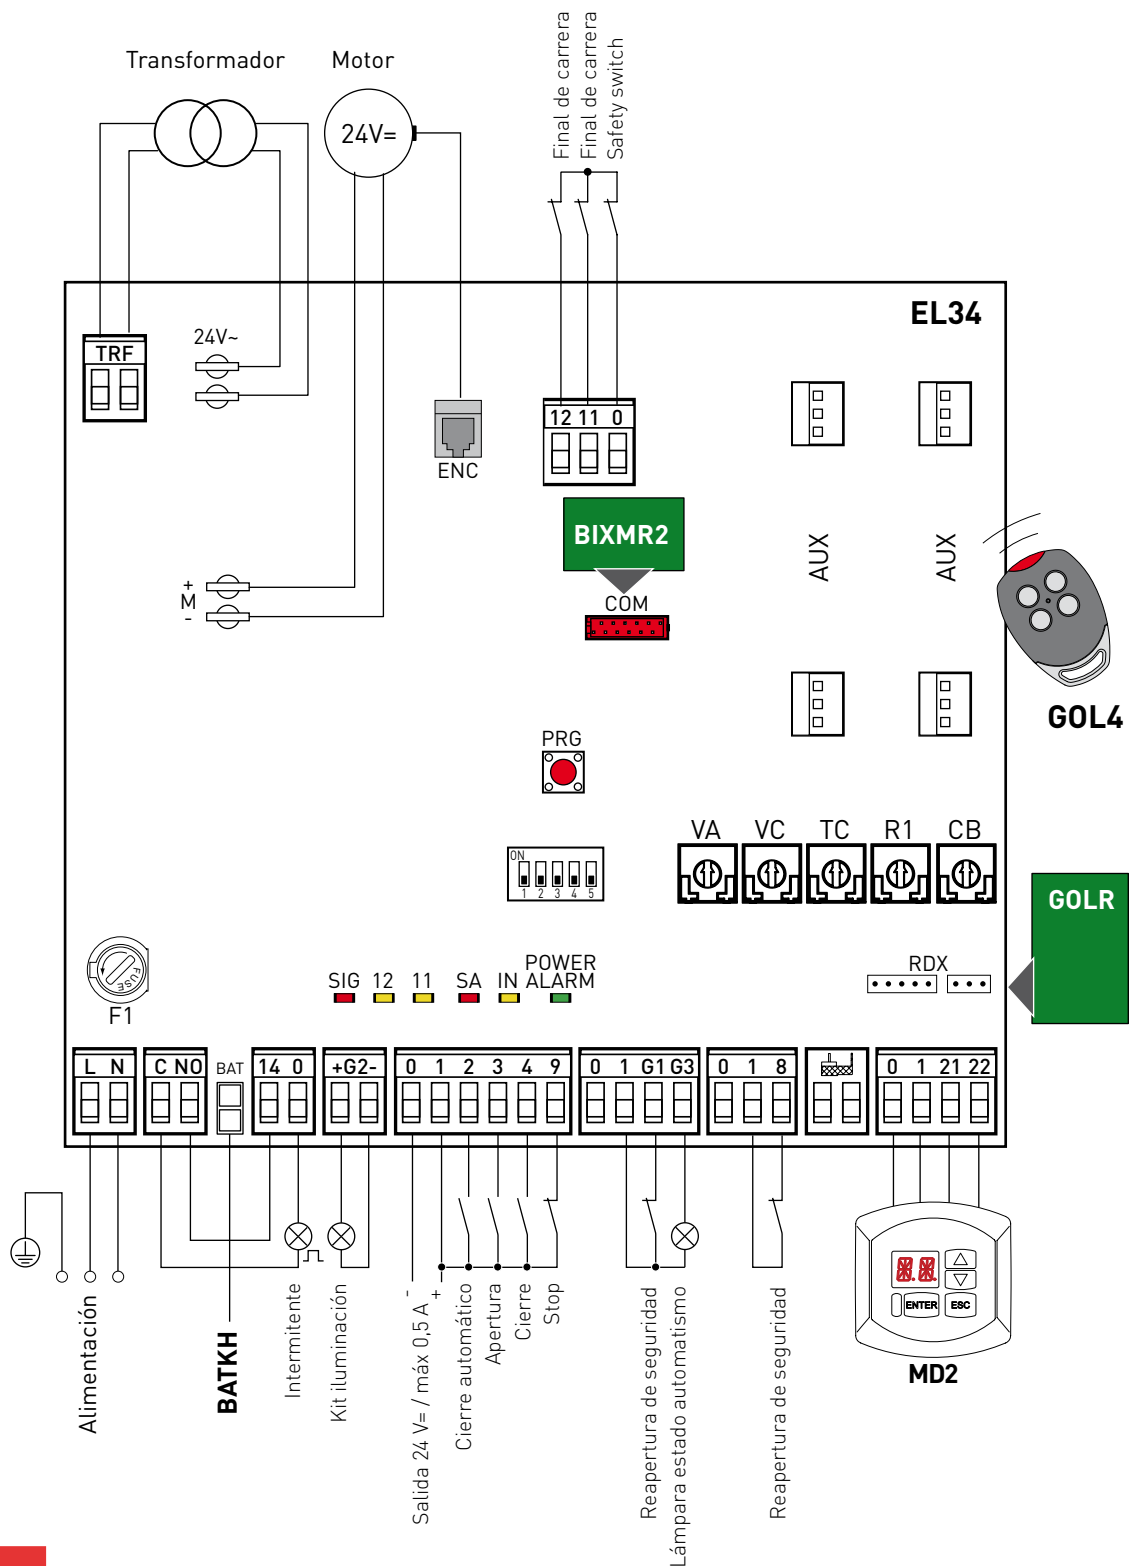 Transformador
Motor
Final de carrera
Final de carrera
Safety switch
24V=
EL34
TRF
24V~
12 11 0
ENC
BIXMR2
COM
AUX
AUX
+
M
-
GOL4
PRG
ON
1 2 3 4 5
VA VC TC R1 CB
GOLR
FUSE
F1
SIG 12 11 SA IN POWER ALARM
RDX
L N
C NO
BAT
14 0
+G2-
0 1 2 3 4 9
0 1 G1 G3
0 1 8
0 1 21 22
Alimentación
BATKH
Intermitente
Kit iluminación
Salida 24 V= / máx 0,5 A - +
Cierre automático
Apertura
Cierre
Stop
Reapertura de seguridad
Lámpara estado automatismo
Reapertura de seguridad
ENTER
ESC
MD2